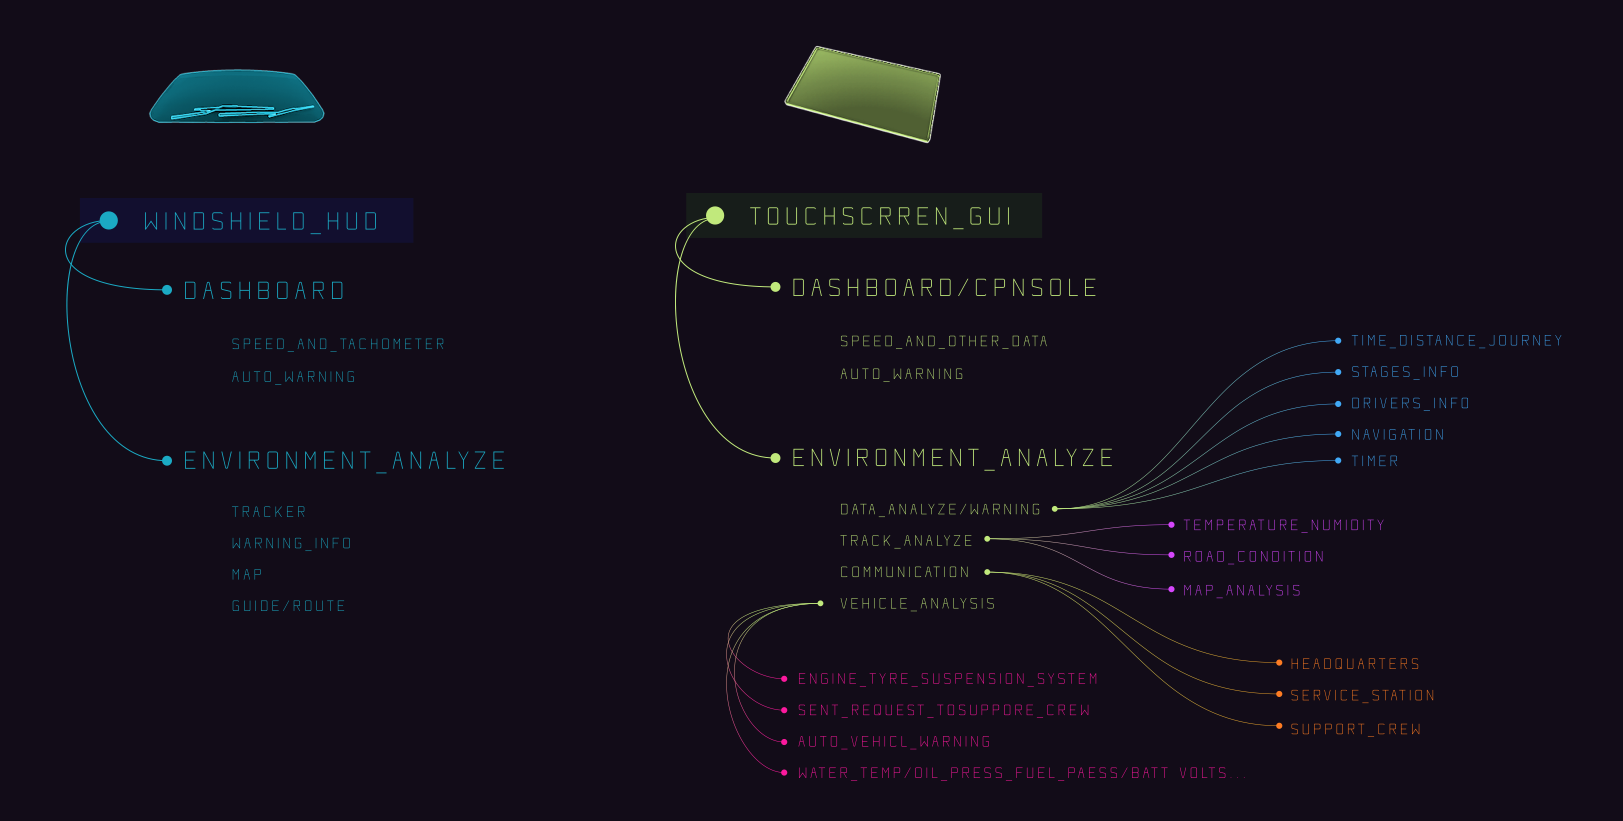 WINDSHIELD_HUD
DASHBOARD
SPEED_AND_TACHOMETER
AUTO_WARNING
ENVIRONMENT_ANALYZE
TRACKER
WARNING_INFO
MAP
GUIDE/ROUTE
TOUCHSCRREN_GUI
DASHBOARD/CPNSOLE
SPEED_AND_OTHER_DATA
AUTO_WARNING
ENVIRONMENT_ANALYZE
DATA_ANALYZE/WARNING
TRACK_ANALYZE
COMMUNICATION
VEHICLE_ANALYSIS
TIME_DISTANCE_JOURNEY
STAGES_INFO
DRIVERS_INFO
NAVIGATION
TIMER
TEMPERATURE_NUMIDITY
ROAD_CONDITION
MAP_ANALYSIS
HEADQUARTERS
SERVICE_STATION
SUPPORT_CREW
ENGINE_TYRE_SUSPENSION_SYSTEM
SENT_REQUEST_TOSUPPORE_CREW
AUTO_VEHICL_WARNING
WATER_TEMP/OIL_PRESS_FUEL_PAESS/BATT VOLTS...